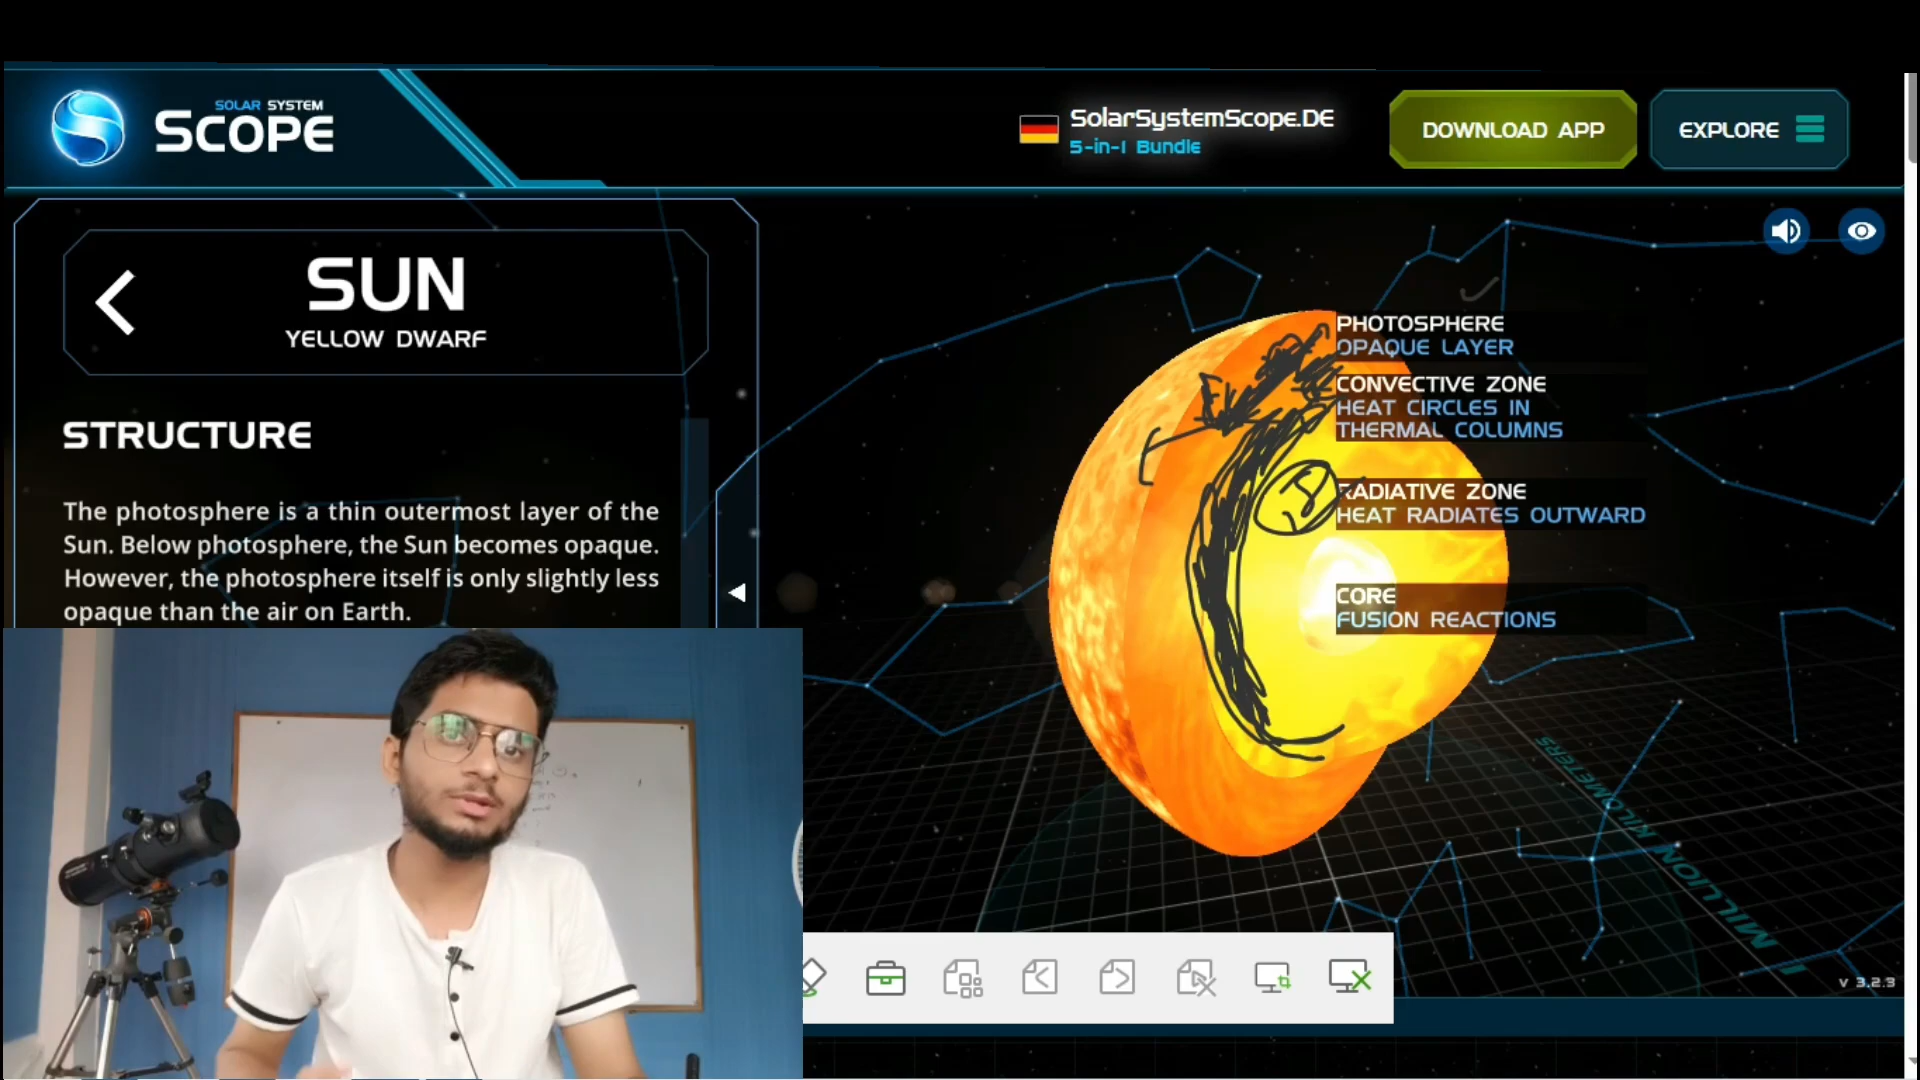 SOLAR SYSTEM
SCOPE
SolarSystemScope.DE
5-in-1 Bundle
DOWNLOAD APP
EXPLORE
SUN
YELLOW DWARF
STRUCTURE
The photosphere is a thin outermost layer of the
Sun. Below photosphere, the Sun becomes opaque.
However, the photosphere itself is only slightly less
opaque than the air on Earth.
PHOTOSPHERE
OPAQUE LAYER
CONVECTIVE ZONE
HEAT CIRCLES IN
THERMAL COLUMNS
RADIATIVE ZONE
HEAT RADIATES OUTWARD
CORE
FUSION REACTIONS
1 MILLION KILOMETERS
v 3.2.3